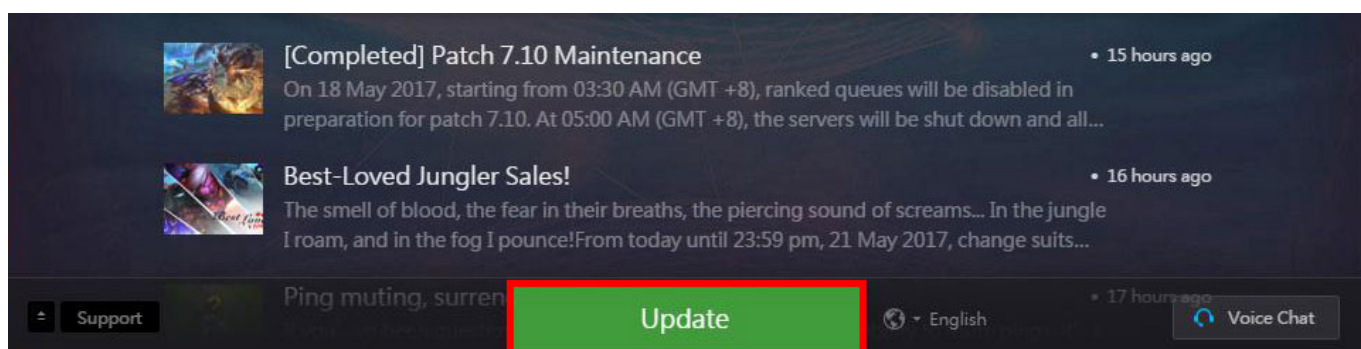 [Completed] Patch 7.10 Maintenance
• 15 hours ago
On 18 May 2017, starting from 03:30 AM (GMT +8), ranked queues will be disabled in
preparation for patch 7.10. At 05:00 AM (GMT +8), the servers will be shut down and all...
Best-Loved Jungler Sales!
• 16 hours ago
The smell of blood, the fear in their breaths, the piercing sound of screams... In the jungle
I roam, and in the fog I pounce!From today until 23:59 pm, 21 May 2017, change suits...
Ping muting, surren
• 17 hours ago
Support
Update
English
Voice Chat